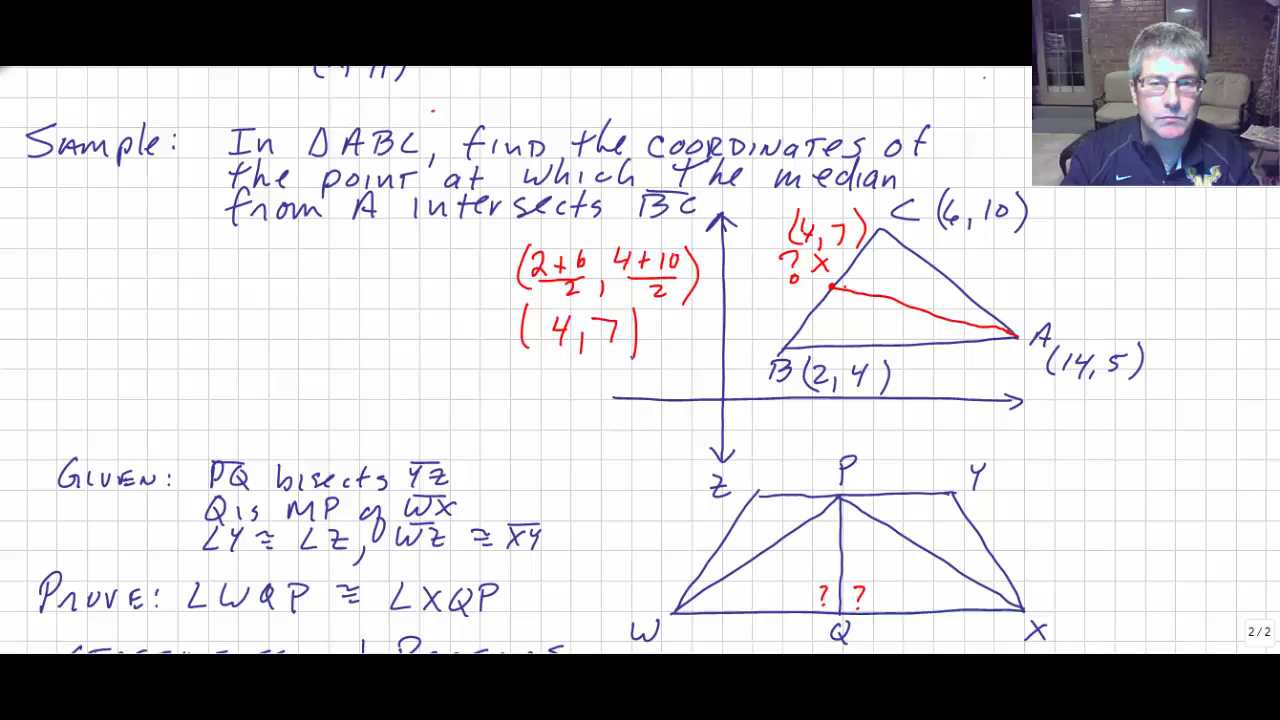 Sample: In ΔABC, find the coordinates of
the point at which the median
from A intersects BC
C (6, 10)
(4, 7)
? X
(2+6/2, 4+10/2)
(4, 7)
A
(14, 5)
B (2, 4)
Given: PQ bisects YZ
Q is MP of WX
∠Y ≅ ∠Z, WZ ≅ XY
Prove: ∠WQP ≅ ∠XQP
Z P Y
? ?
W Q X
2 / 2